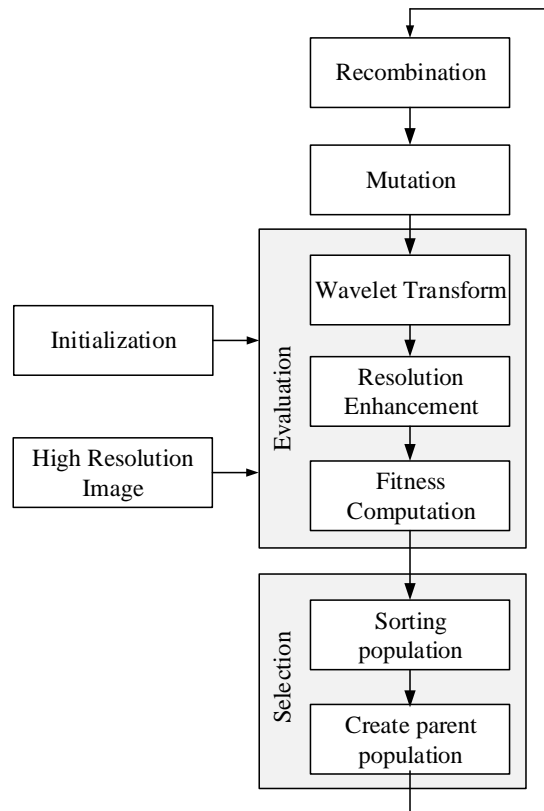 Recombination
Mutation
Evaluation
Wavelet Transform
Initialization
Resolution
Enhancement
High Resolution
Image
Fitness
Computation
Selection
Sorting
population
Create parent
population